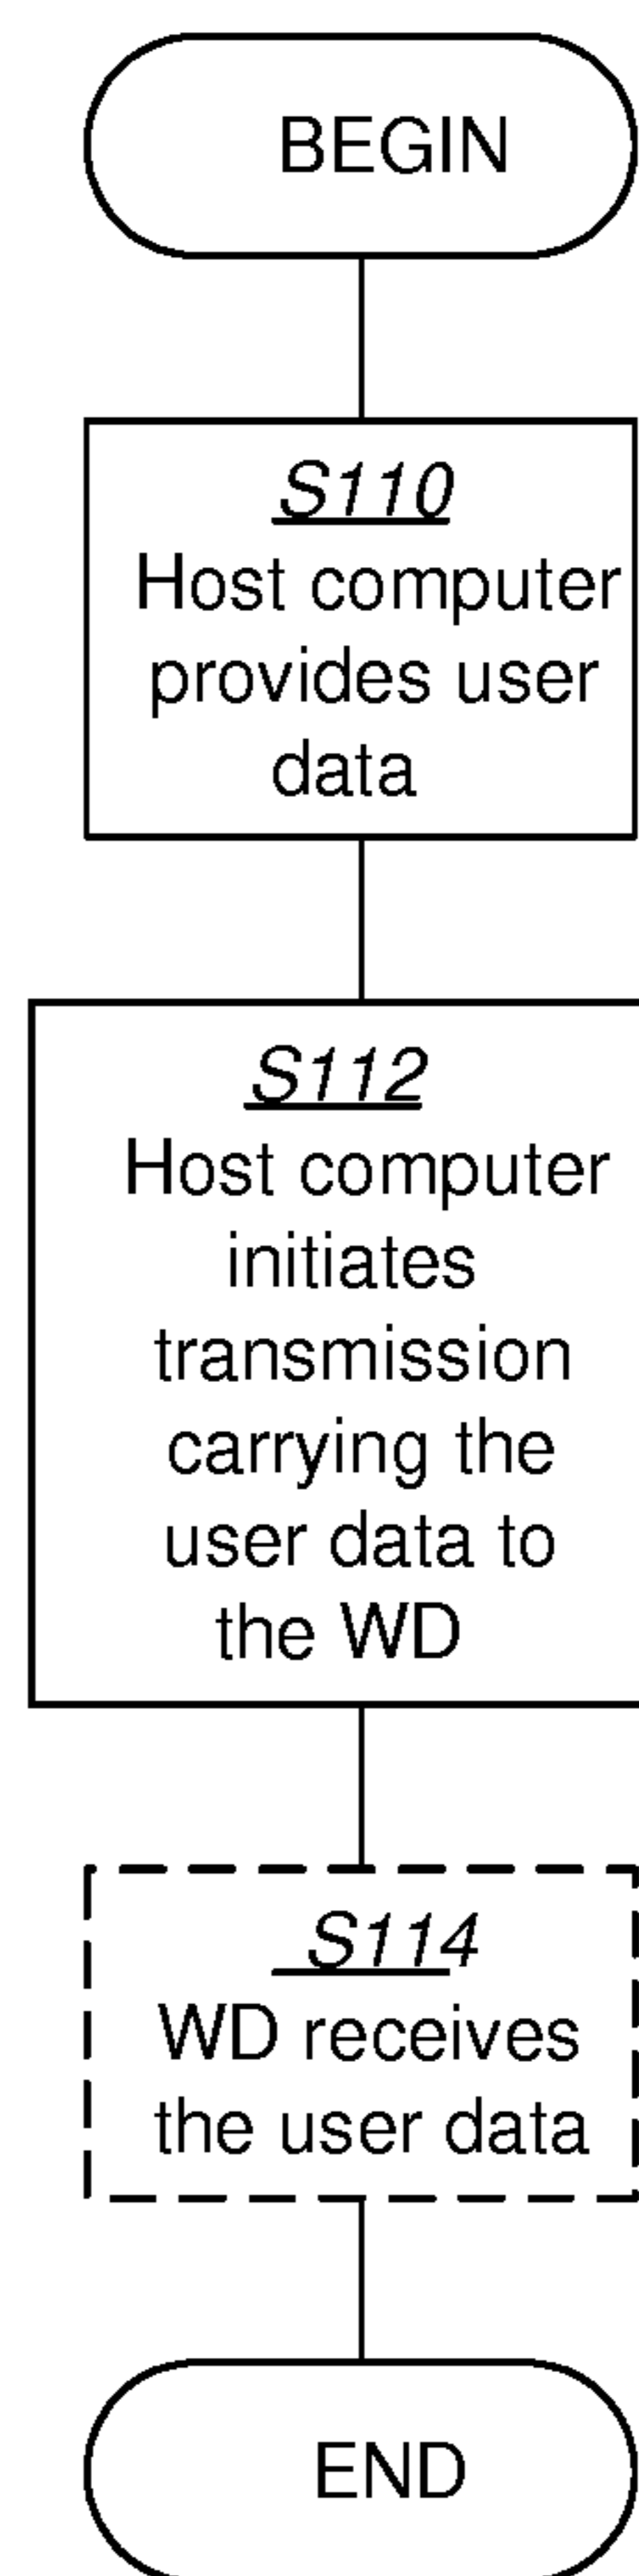 BEGIN
S110
Host computer
provides user
data
S112
Host computer
initiates
transmission
carrying the
user data to
the WD
S114
WD receives
the user data
END